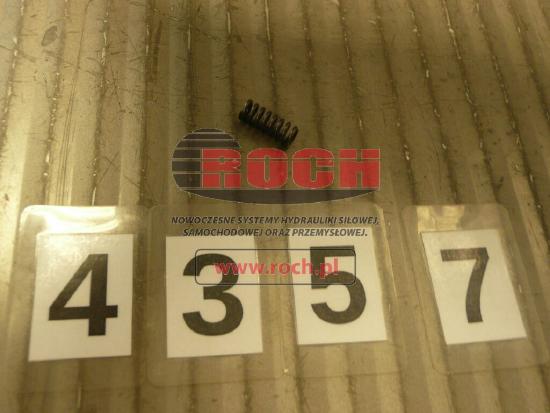 ROCH
NOWOCZESNE SYSTEMY HYDRAULIKI SIŁOWEJ,
SAMOCHODOWEJ ORAZ PRZEMYSŁOWEJ.
www.roch.pl
4 3 5 7